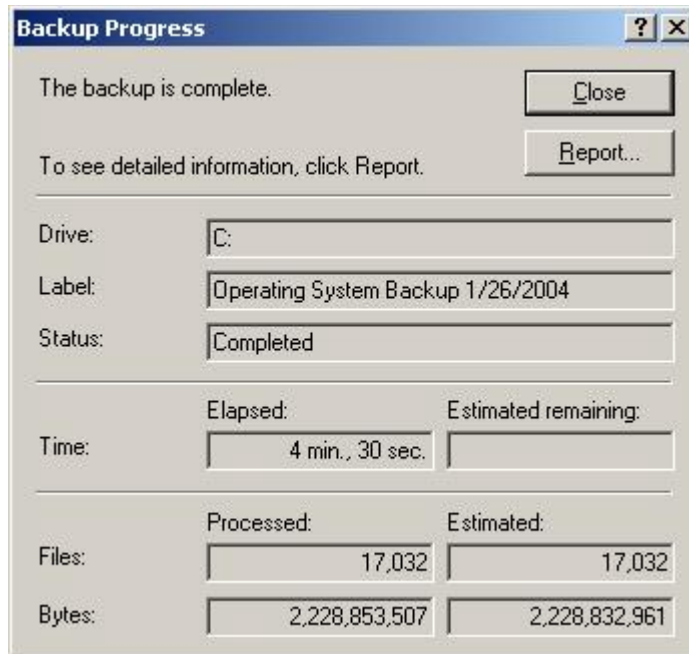 Backup Progress
The backup is complete.
Close
To see detailed information, click Report.
Report...
Drive: C:
Label: Operating System Backup 1/26/2004
Status: Completed
Elapsed: Estimated remaining:
Time: 4 min., 30 sec.
Processed: Estimated:
Files: 17,032 17,032
Bytes: 2,228,853,507 2,228,832,961